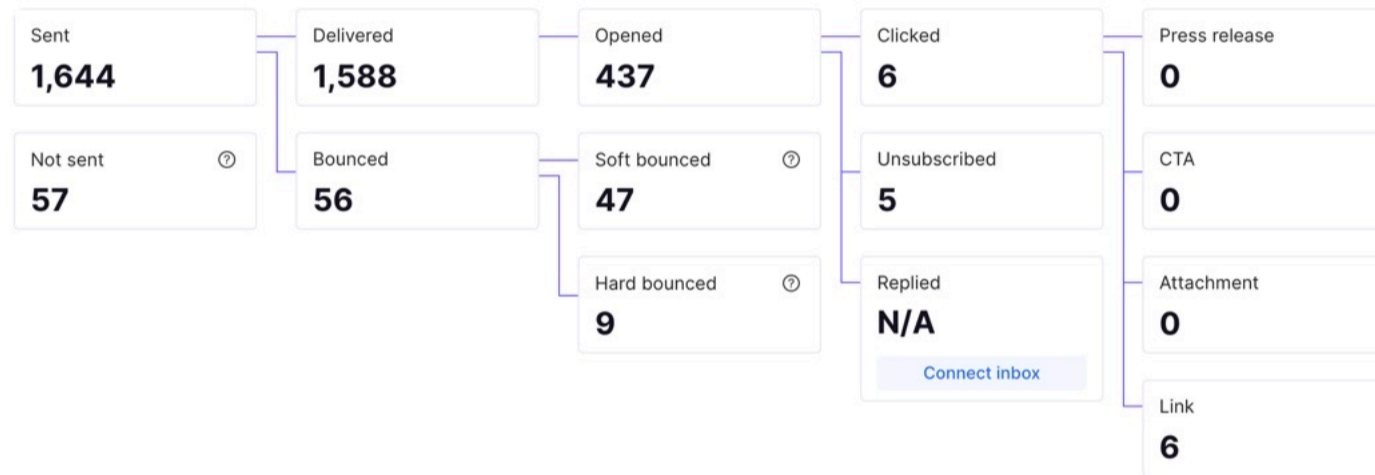 Sent
1,644
Delivered
1,588
Opened
437
Clicked
6
Press release
0
Not sent
57
Bounced
56
Soft bounced
47
Unsubscribed
5
CTA
0
Hard bounced
9
Replied
N/A
Connect inbox
Attachment
0
Link
6